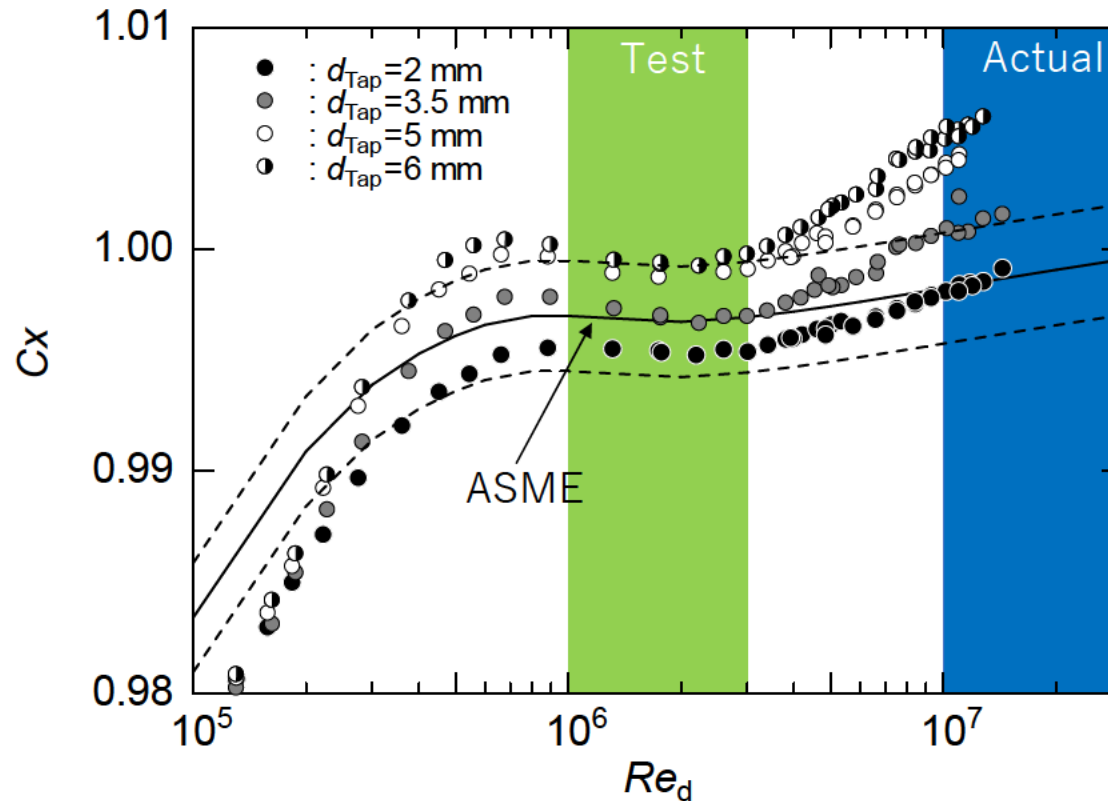 1.01
Test
Actual
: dTap=2 mm
: dTap=3.5 mm
: dTap=5 mm
: dTap=6 mm
1.00
Cx
0.99
ASME
0.98
10^5
10^6
10^7
Red